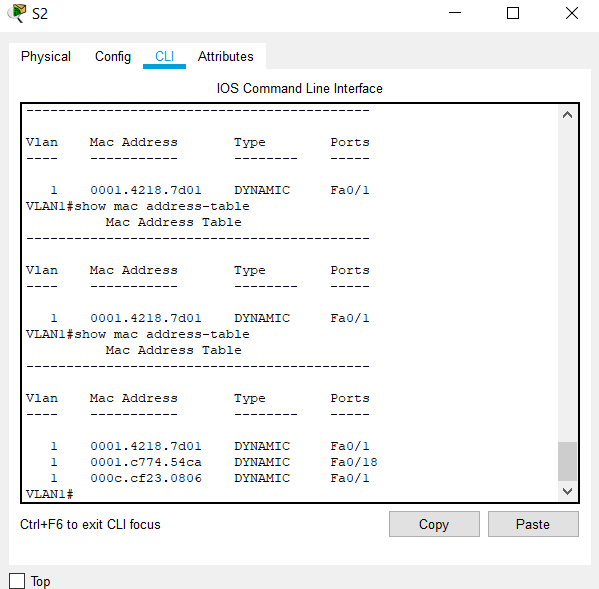 S2
Physical Config CLI Attributes
IOS Command Line Interface
-------------------------------------------
Vlan    Mac Address       Type        Ports
----    -----------       --------    -----
   1    0001.4218.7d01    DYNAMIC     Fa0/1
VLAN1#show mac address-table
          Mac Address Table
-------------------------------------------
Vlan    Mac Address       Type        Ports
----    -----------       --------    -----
   1    0001.4218.7d01    DYNAMIC     Fa0/1
VLAN1#show mac address-table
          Mac Address Table
-------------------------------------------
Vlan    Mac Address       Type        Ports
----    -----------       --------    -----
   1    0001.4218.7d01    DYNAMIC     Fa0/1
   1    0001.c774.54ca    DYNAMIC     Fa0/18
   1    000c.cf23.0806    DYNAMIC     Fa0/1
VLAN1#
Ctrl+F6 to exit CLI focus Copy Paste
Top